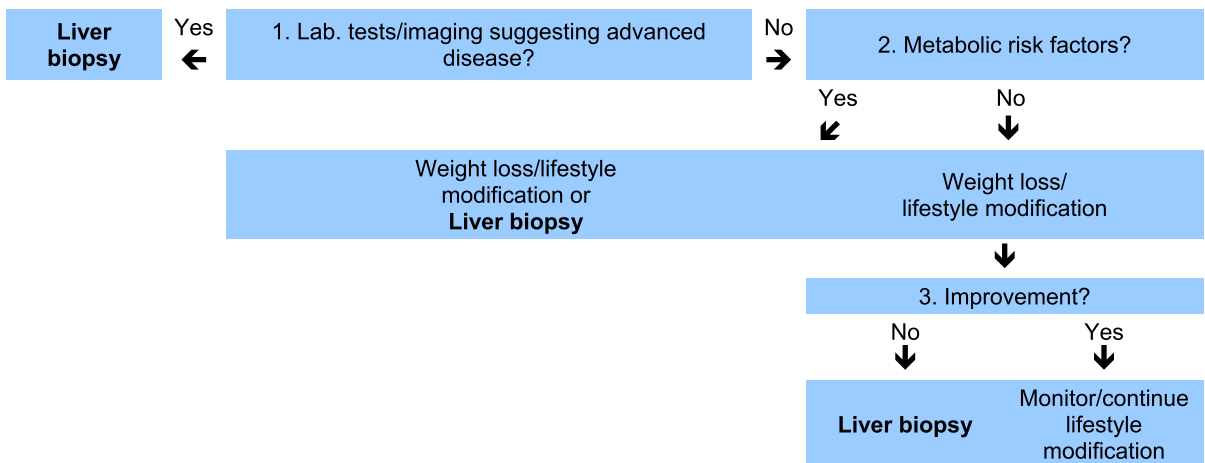 Liver
biopsy
Yes
1. Lab. tests/imaging suggesting advanced
disease?
No
2. Metabolic risk factors?
Yes
No
Weight loss/lifestyle
modification or
Liver biopsy
Weight loss/
lifestyle modification
3. Improvement?
No
Yes
Liver biopsy
Monitor/continue
lifestyle
modification